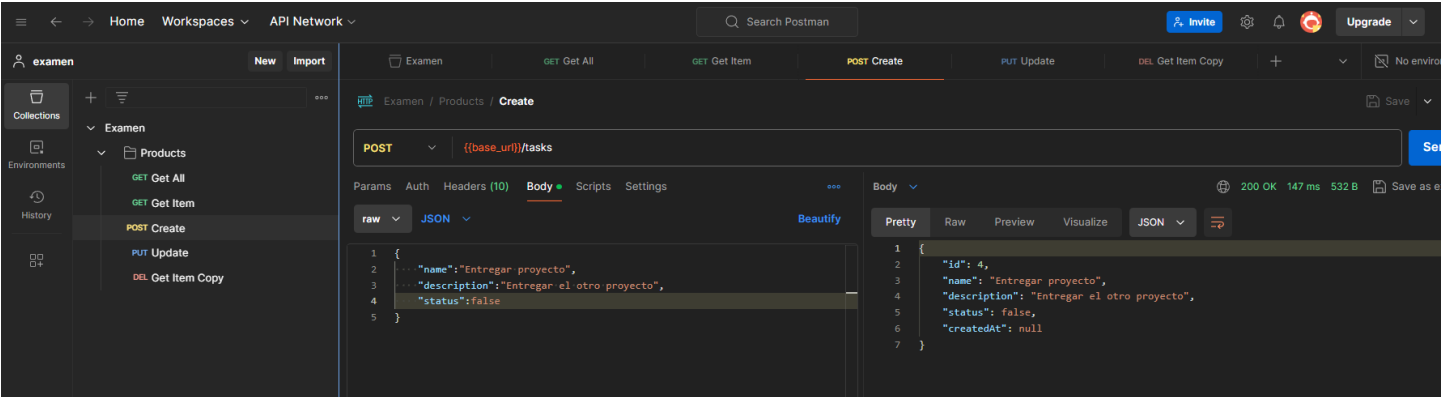 Home Workspaces API Network Search Postman Invite Upgrade
examen New Import Examen GET Get All GET Get Item POST Create PUT Update DEL Get Item Copy No enviro
Collections
Environments
History
Examen
Products
GET Get All
GET Get Item
POST Create
PUT Update
DEL Get Item Copy
HTTP Examen / Products / Create Save
POST {{base_url}}/tasks Ser
Params Auth Headers (10) Body Scripts Settings
raw JSON Beautify
1 {
2 "name":"Entregar proyecto",
3 "description":"Entregar el otro proyecto",
4 "status":false
5 }
Body 200 OK 147 ms 532 B Save as e
Pretty Raw Preview Visualize JSON
1 {
2 "id": 4,
3 "name": "Entregar proyecto",
4 "description": "Entregar el otro proyecto",
5 "status": false,
6 "createdAt": null
7 }